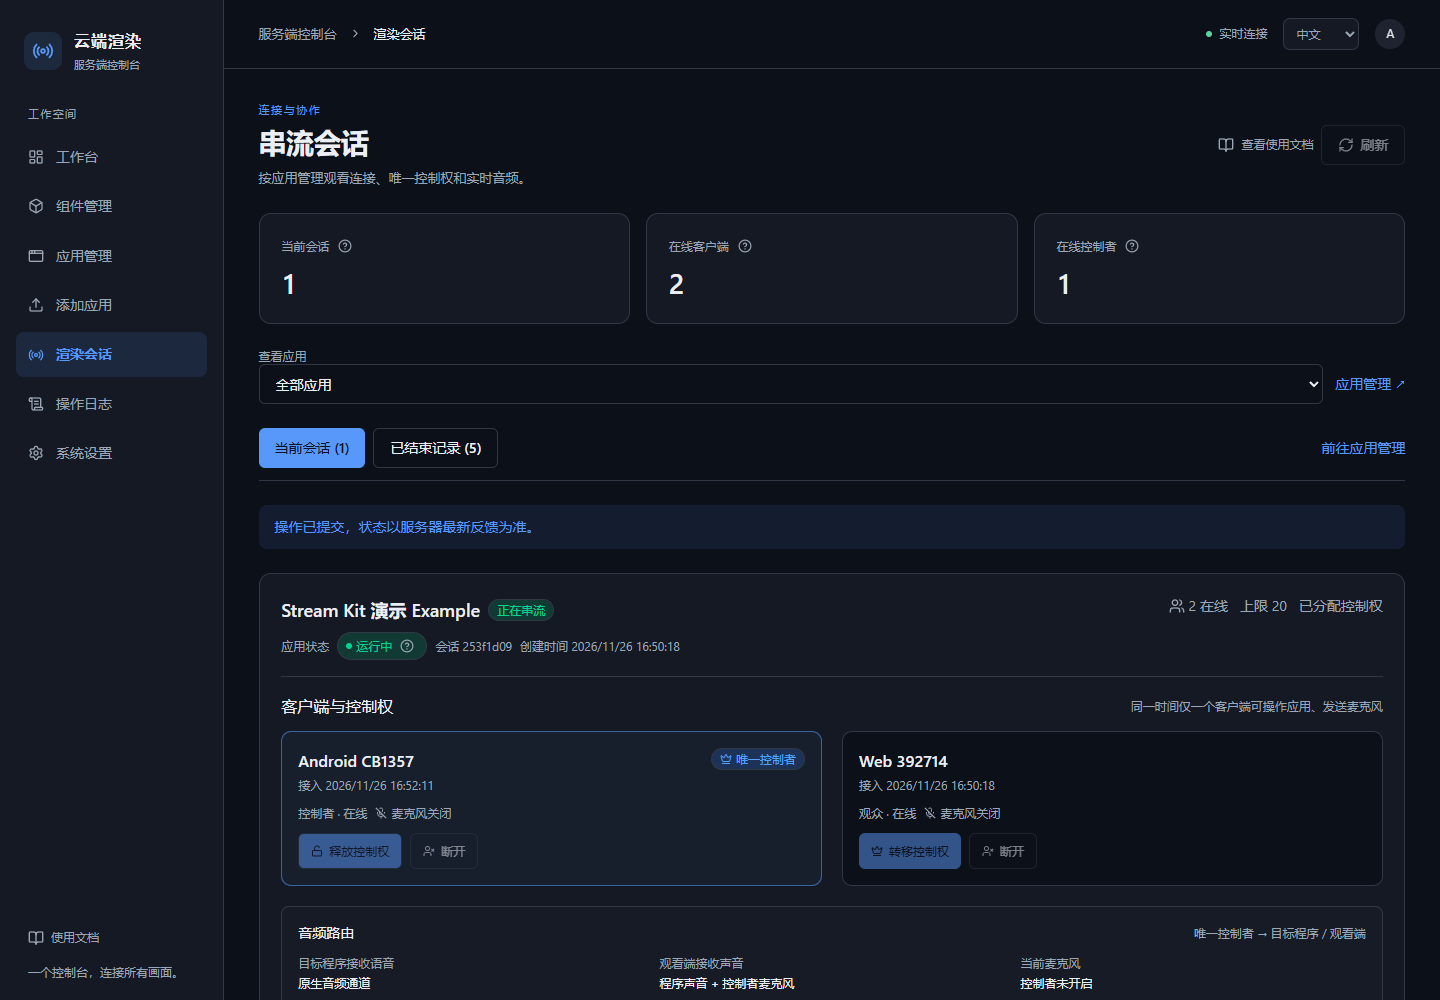 云端渲染
服务端控制台
工作空间
工作台
组件管理
应用管理
添加应用
渲染会话
操作日志
系统设置
使用文档
一个控制台，连接所有画面。
服务端控制台 › 渲染会话
实时连接 中文 A
连接与协作
串流会话
按应用管理观看连接、唯一控制权和实时音频。
查看使用文档 刷新
当前会话
1
在线客户端
2
在线控制者
1
查看应用
全部应用 应用管理 ↗
当前会话 (1) 已结束记录 (5) 前往应用管理
操作已提交，状态以服务器最新反馈为准。
Stream Kit 演示 Example 正在串流 2 在线 上限 20 已分配控制权
应用状态 运行中 会话 253f1d09 创建时间 2026/11/26 16:50:18
客户端与控制权 同一时间仅一个客户端可操作应用、发送麦克风
Android CB1357 唯一控制者
接入 2026/11/26 16:52:11
控制者 · 在线 麦克风关闭
释放控制权 断开
Web 392714
接入 2026/11/26 16:50:18
观众 · 在线 麦克风关闭
转移控制权 断开
音频路由 唯一控制者 → 目标程序 / 观看端
目标程序接收语音
原生音频通道
观看端接收声音
程序声音 + 控制者麦克风
当前麦克风
控制者未开启